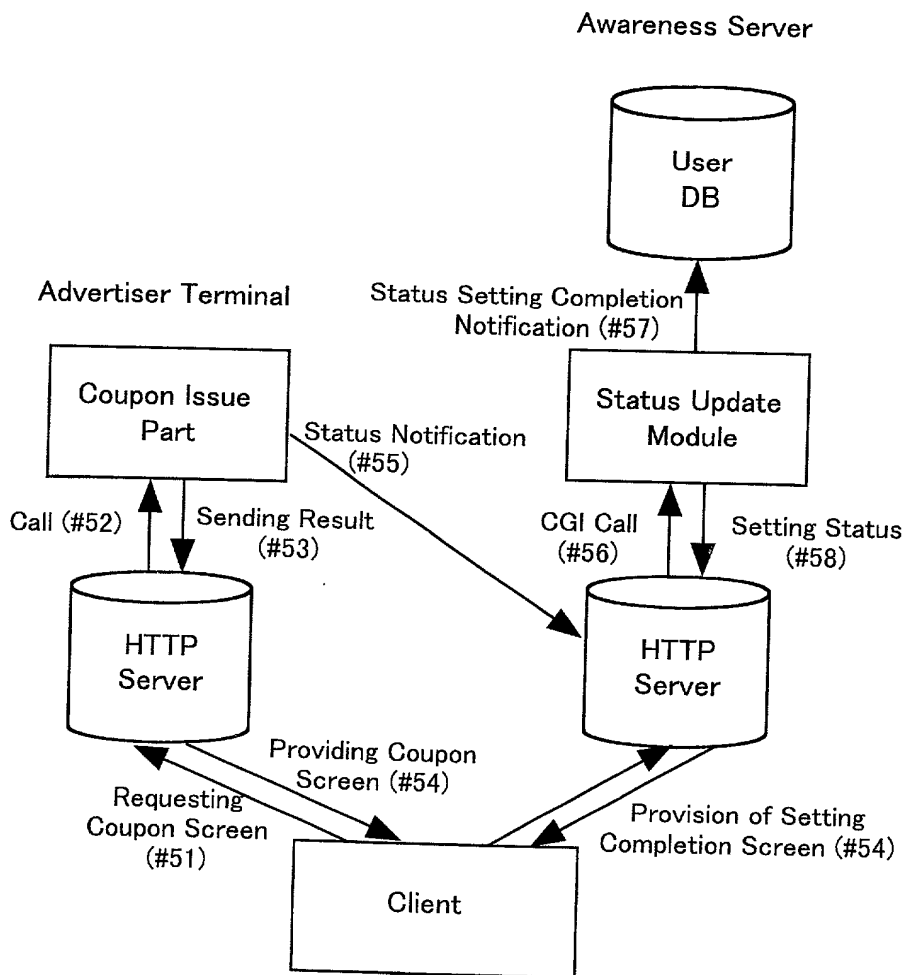 Awareness Server
User
DB
Advertiser Terminal
Status Setting Completion
Notification (#57)
Coupon Issue
Part
Status Update
Module
Status Notification
(#55)
Call (#52)
Sending Result
(#53)
CGI Call
(#56)
Setting Status
(#58)
HTTP
Server
HTTP
Server
Providing Coupon
Screen (#54)
Requesting
Coupon Screen
(#51)
Provision of Setting
Completion Screen (#54)
Client